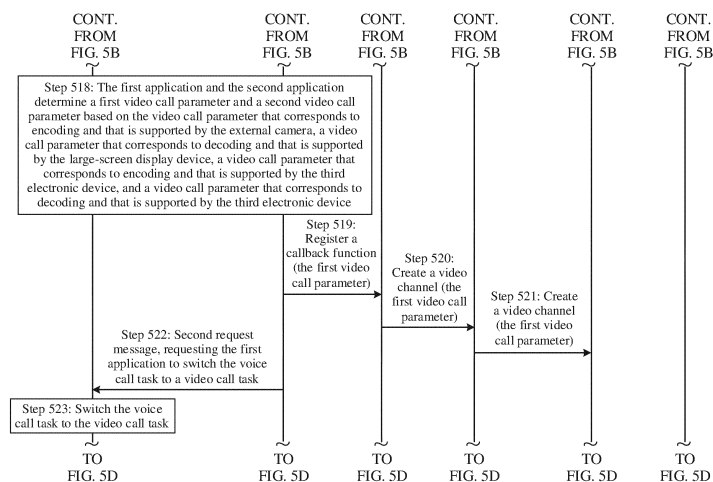 CONT. CONT. CONT. CONT. CONT. CONT.
FROM FROM FROM FROM FROM FROM
FIG. 5B FIG. 5B FIG. 5B FIG. 5B FIG. 5B FIG. 5B
Step 518: The first application and the second application
determine a first video call parameter and a second video call
parameter based on the video call parameter that corresponds to
encoding and that is supported by the external camera, a video
call parameter that corresponds to decoding and that is supported
by the large-screen display device, a video call parameter that
corresponds to encoding and that is supported by the third
electronic device, and a video call parameter that corresponds to
decoding and that is supported by the third electronic device
Step 519:
Register a
callback function
(the first video
call parameter)
Step 520:
Create a video
channel (the
first video call
parameter)
Step 521: Create
a video channel
(the first video
call parameter)
Step 522: Second request
message, requesting the first
application to switch the voice
call task to a video call task
Step 523: Switch the voice
call task to the video call task
TO TO TO TO TO TO
FIG. 5D FIG. 5D FIG. 5D FIG. 5D FIG. 5D FIG. 5D